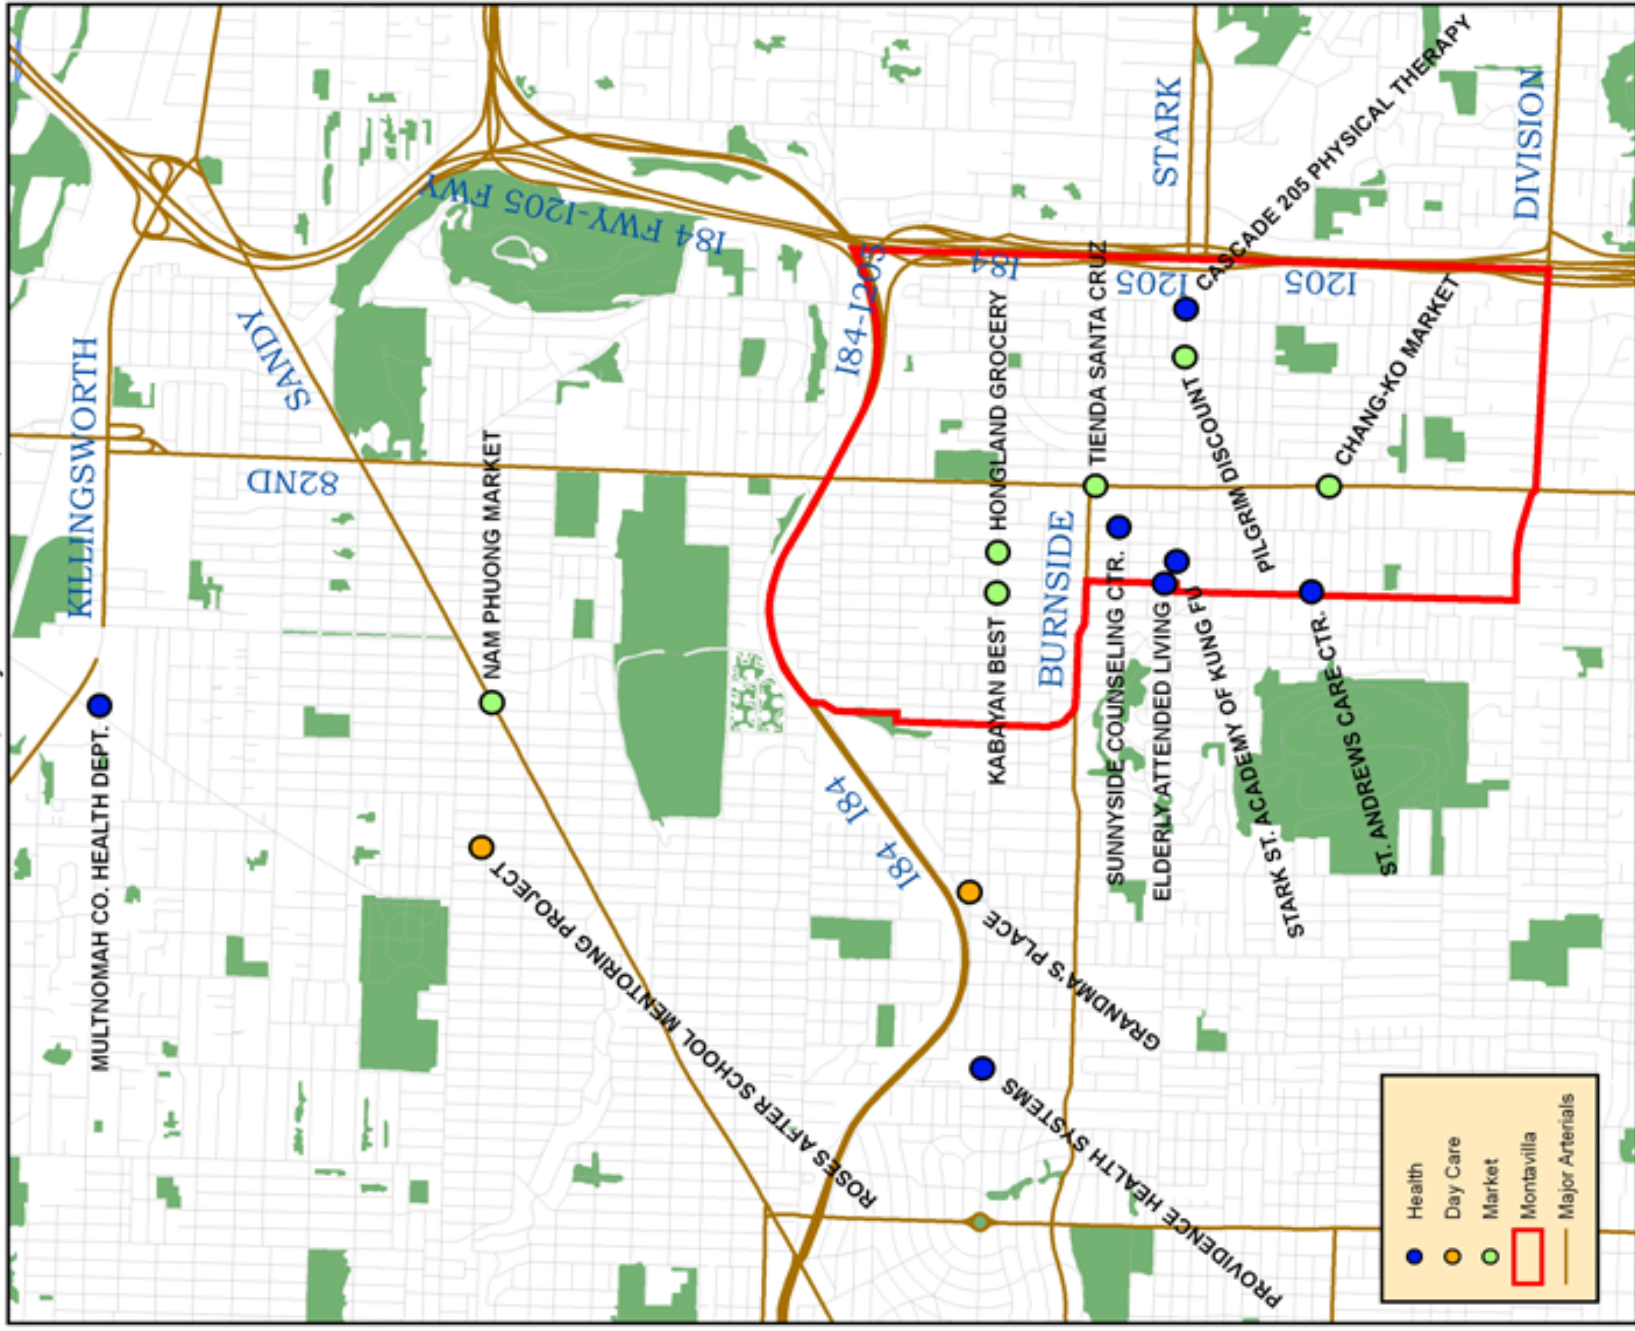 KILLINGSWORTH
SANDY
82ND
I84 FWY-I205 FWY
MULTNOMAH CO. HEALTH DEPT.
NAM PHUONG MARKET
ROSES AFTER SCHOOL MENTORING PROJECT
I84-I205
I84
I84
I84
GRANDMA'S PLACE
PROVIDENCE HEALTH SYSTEMS
KABAYAN BEST
HONGLAND GROCERY
BURNSIDE
TIENDA SANTA CRUZ
STARK
I205
I205
CASCADE 205 PHYSICAL THERAPY
SUNNYSIDE COUNSELING CTR.
ELDERLY ATTENDED LIVING
STARK ST. ACADEMY OF KUNG FU
PILGRIM DISCOUNT
CHANG-KO MARKET
ST. ANDREWS CARE CTR.
DIVISION
Health
Day Care
Market
Montavilla
Major Arterials